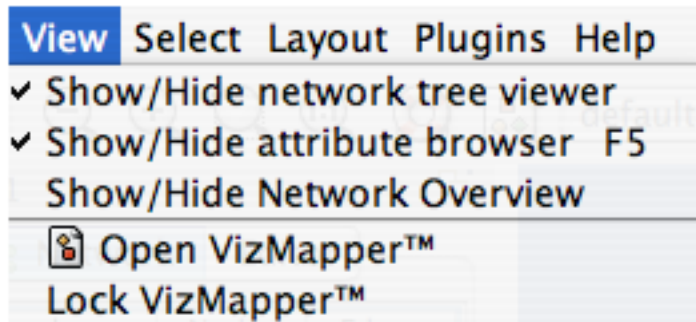 View Select Layout Plugins Help
✓ Show/Hide network tree viewer
✓ Show/Hide attribute browser F5
Show/Hide Network Overview
Open VizMapper™
Lock VizMapper™
default